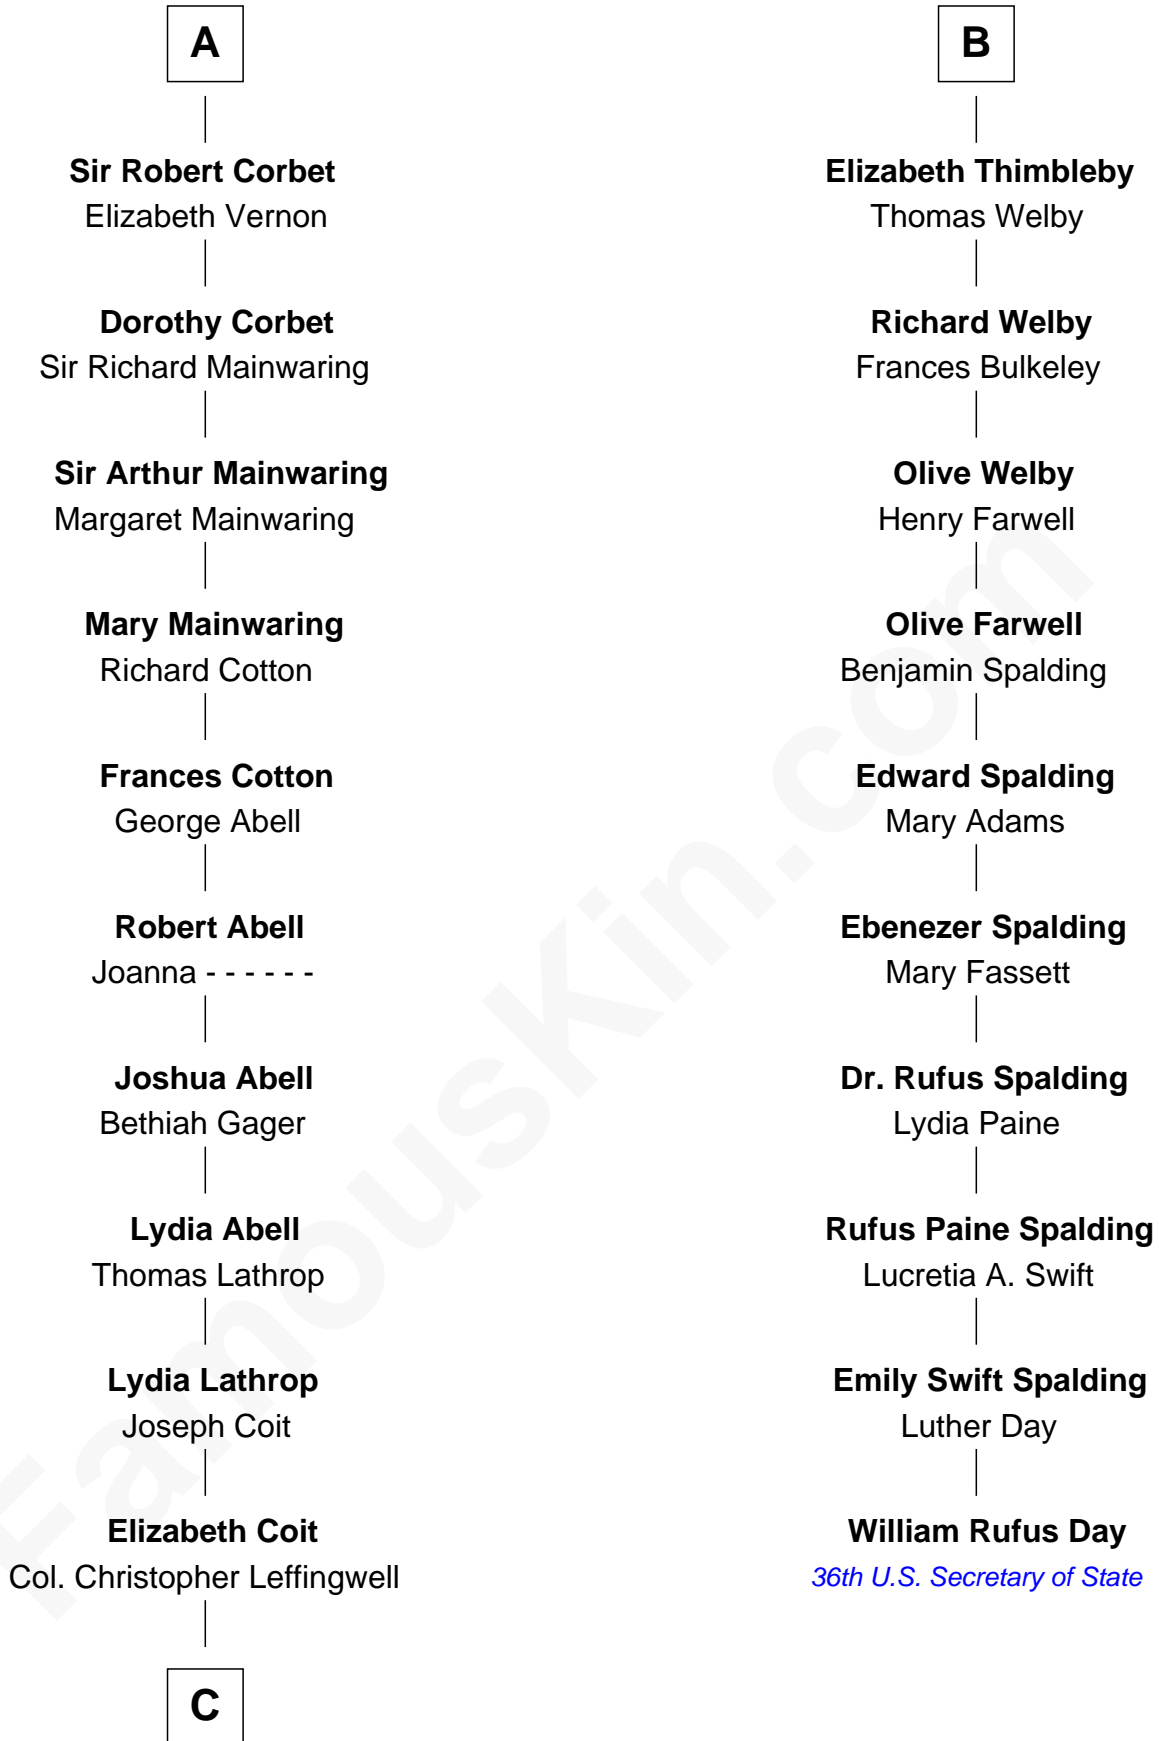 A
Sir Robert Corbet
Elizabeth Vernon
Dorothy Corbet
Sir Richard Mainwaring
Sir Arthur Mainwaring
Margaret Mainwaring
Mary Mainwaring
Richard Cotton
Frances Cotton
George Abell
Robert Abell
Joanna - - - - - -
Joshua Abell
Bethiah Gager
Lydia Abell
Thomas Lathrop
Lydia Lathrop
Joseph Coit
Elizabeth Coit
Col. Christopher Leffingwell
C
B
Elizabeth Thimbleby
Thomas Welby
Richard Welby
Frances Bulkeley
Olive Welby
Henry Farwell
Olive Farwell
Benjamin Spalding
Edward Spalding
Mary Adams
Ebenezer Spalding
Mary Fassett
Dr. Rufus Spalding
Lydia Paine
Rufus Paine Spalding
Lucretia A. Swift
Emily Swift Spalding
Luther Day
William Rufus Day
36th U.S. Secretary of State
FamousKin.com